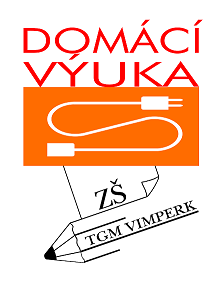 DOMÁCÍ
VÝUKA
ZŠ
TGM VIMPERK